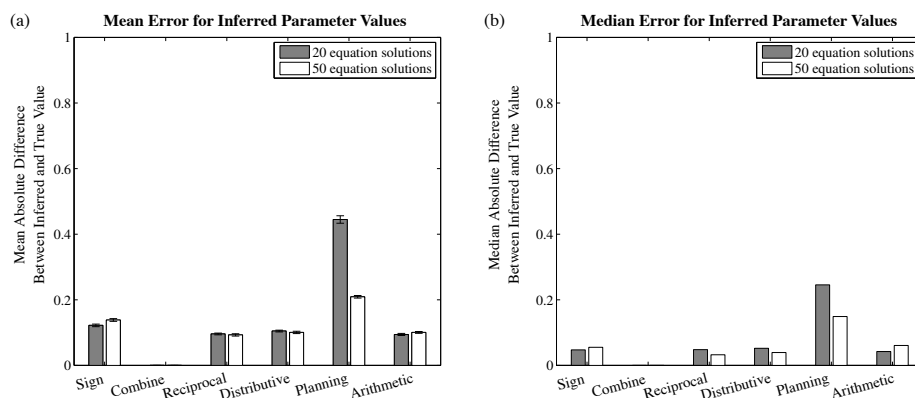 (a)
Mean Error for Inferred Parameter Values
Mean Absolute Difference
Between Inferred and True Value
1
0.8
0.6
0.4
0.2
0
20 equation solutions
50 equation solutions
Sign
Combine
Reciprocal
Distributive
Planning
Arithmetic
(b)
Median Error for Inferred Parameter Values
Median Absolute Difference
Between Inferred and True Value
1
0.8
0.6
0.4
0.2
0
20 equation solutions
50 equation solutions
Sign
Combine
Reciprocal
Distributive
Planning
Arithmetic